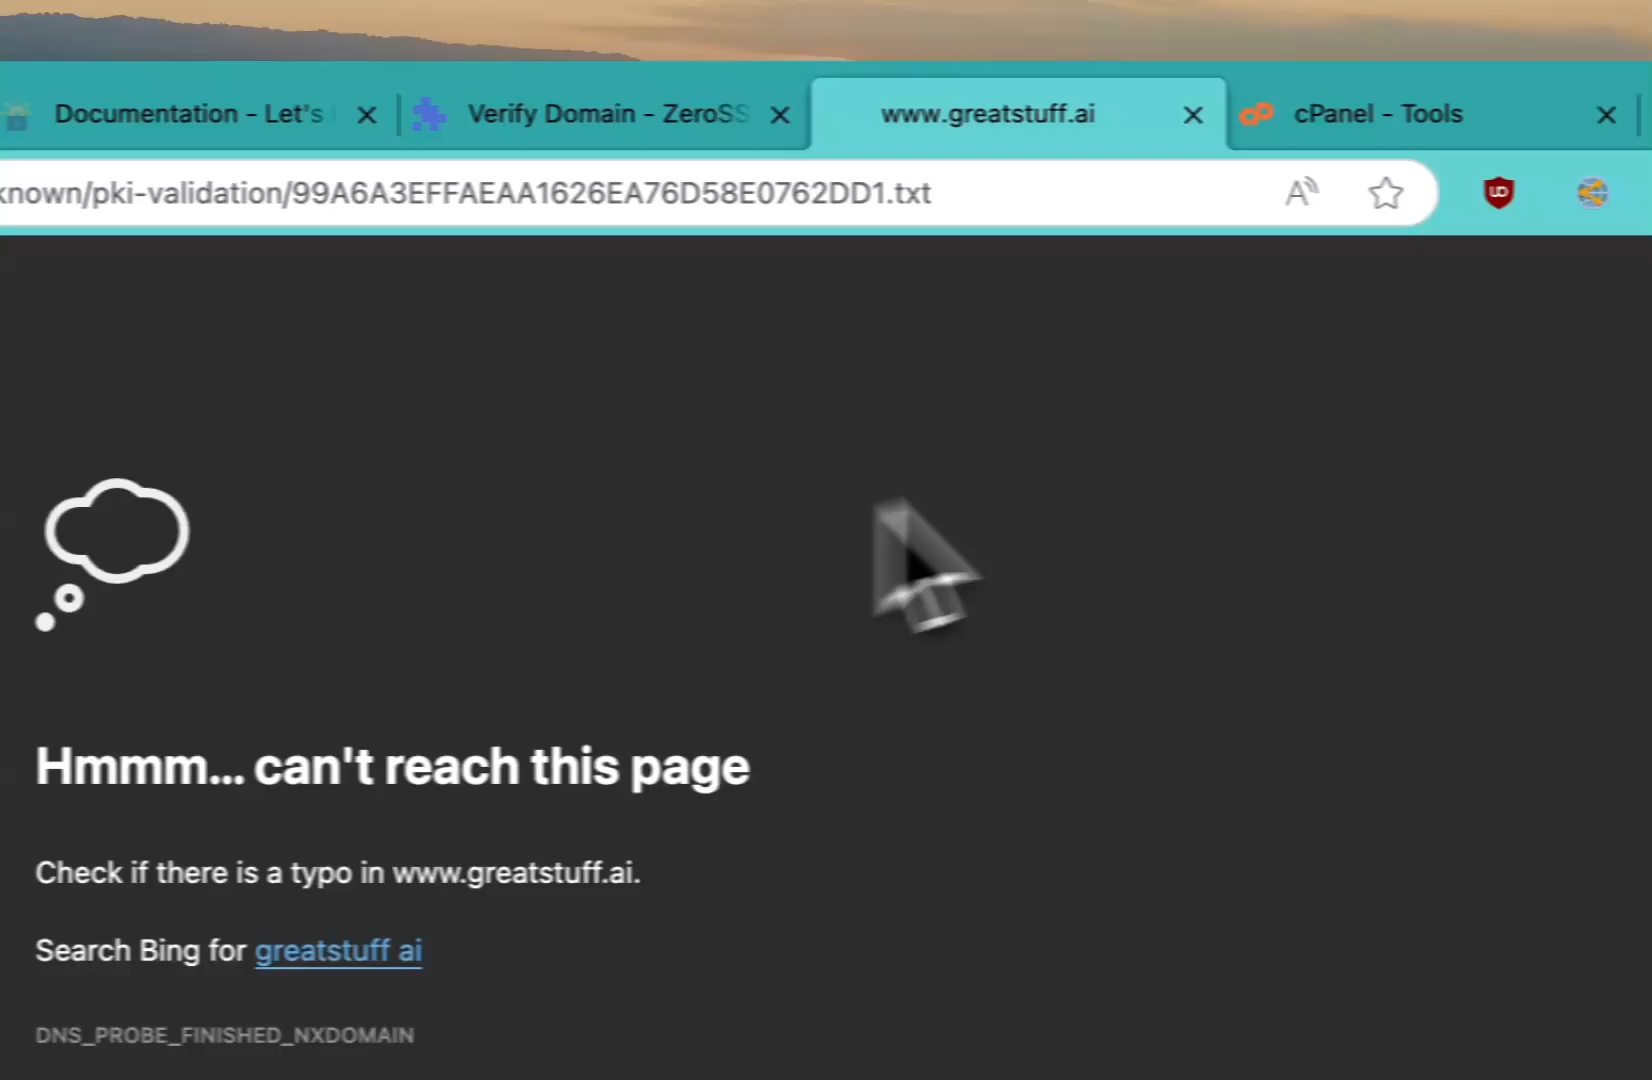 Documentation - Let's
Verify Domain - ZeroSS
www.greatstuff.ai
cPanel - Tools
known/pki-validation/99A6A3EFFAEAA1626EA76D58E0762DD1.txt
Hmmm... can't reach this page
Check if there is a typo in www.greatstuff.ai.
Search Bing for greatstuff ai
DNS_PROBE_FINISHED_NXDOMAIN